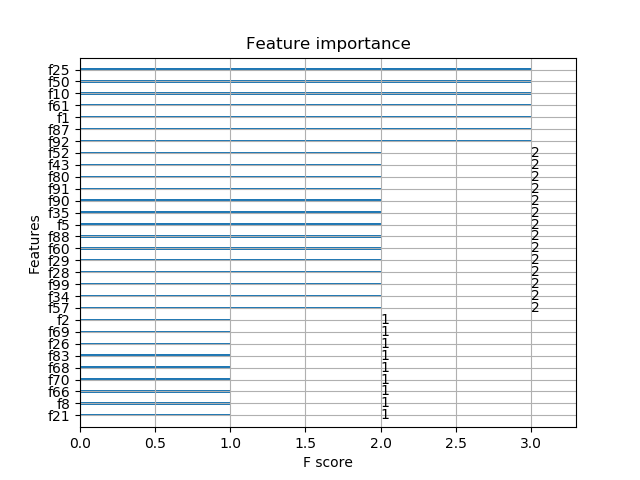 Feature importance
Features
f25
f50
f10
f61
f1
f87
f92
f52 2
f43 2
f80 2
f91 2
f90 2
f35 2
f5 2
f88 2
f60 2
f29 2
f28 2
f99 2
f34 2
f57 2
f2 1
f69 1
f26 1
f83 1
f68 1
f70 1
f66 1
f8 1
f21 1
0.0 0.5 1.0 1.5 2.0 2.5 3.0
F score